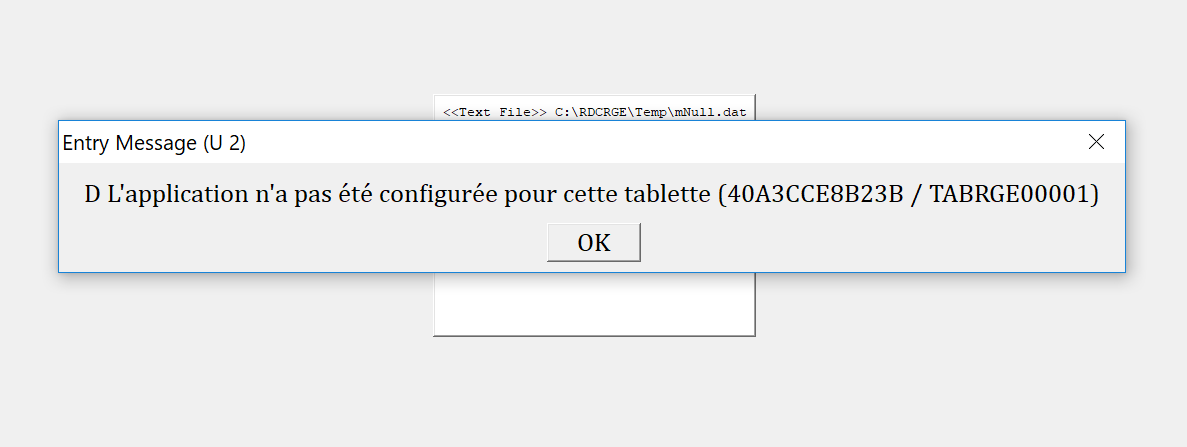 <<Text File>> C:\RDCRGE\Temp\mNull.dat
Entry Message (U 2)
D L'application n'a pas été configurée pour cette tablette (40A3CCE8B23B / TABRGE00001)
OK